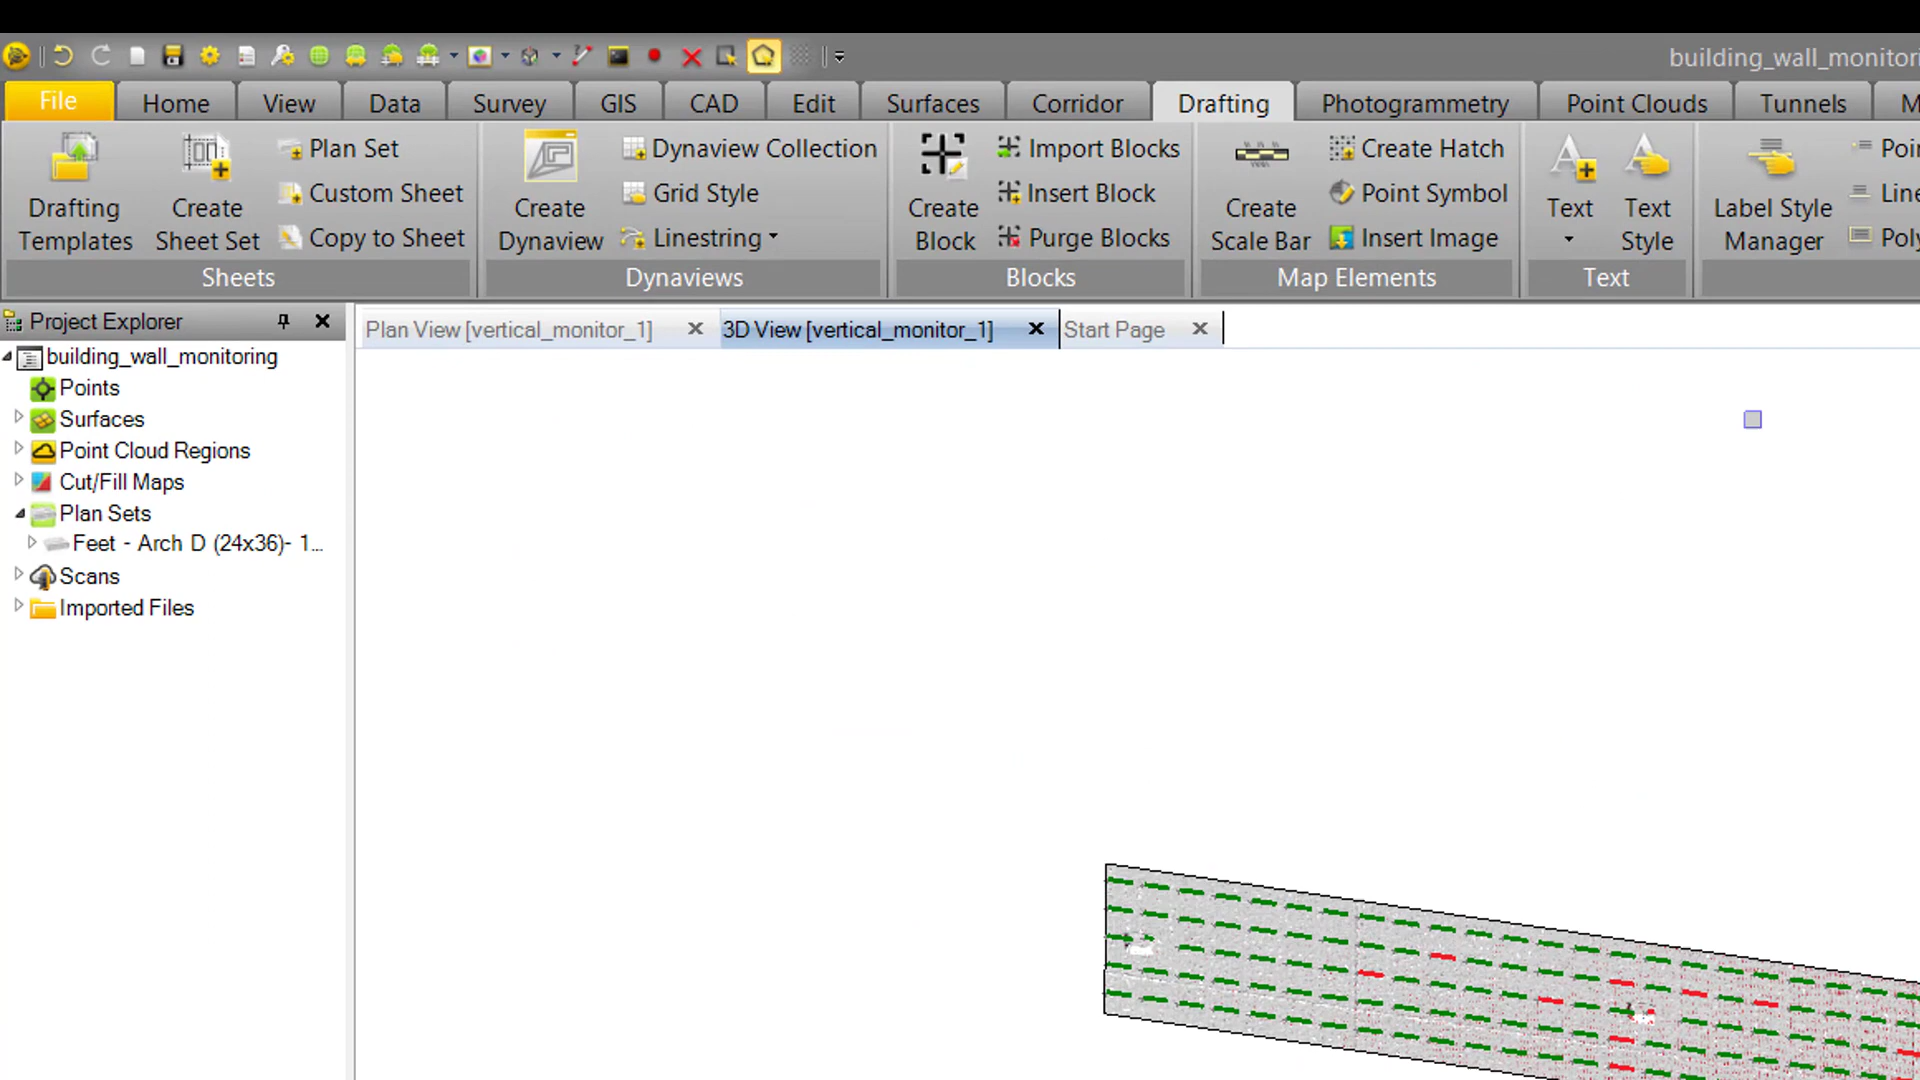 building_wall_monitori
File Home View Data Survey GIS CAD Edit Surfaces Corridor Drafting Photogrammetry Point Clouds Tunnels M
Drafting Templates
Create Sheet Set
Plan Set
Custom Sheet
Copy to Sheet
Sheets
Create Dynaview
Dynaview Collection
Grid Style
Linestring
Dynaviews
Create Block
Import Blocks
Insert Block
Purge Blocks
Blocks
Create Scale Bar
Create Hatch
Point Symbol
Insert Image
Map Elements
Text
Text Style
Text
Label Style Manager
Poin
Line
Poly
Project Explorer
Plan View [vertical_monitor_1] 3D View [vertical_monitor_1] Start Page
building_wall_monitoring
Points
Surfaces
Point Cloud Regions
Cut/Fill Maps
Plan Sets
Feet - Arch D (24x36)- 1...
Scans
Imported Files